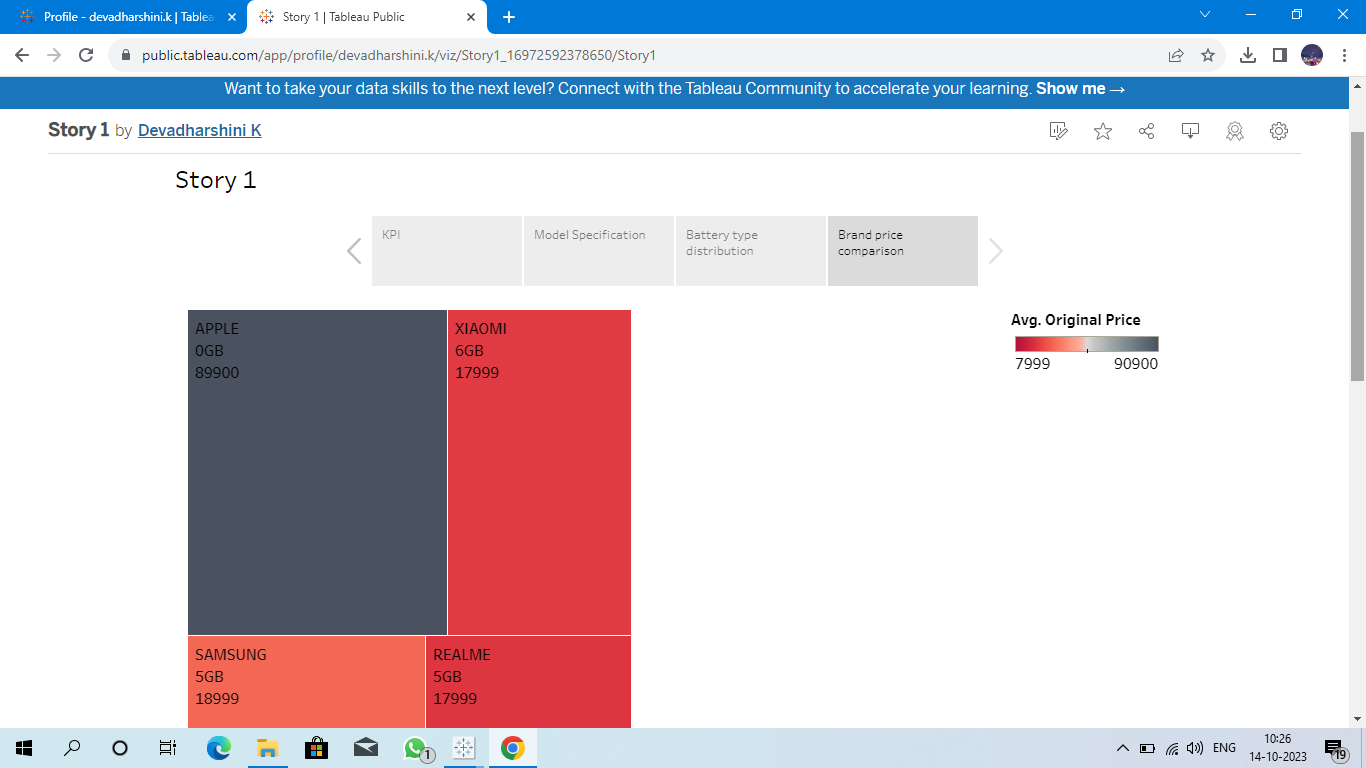 Profile - devadharshini.k | Tablea
Story 1 | Tableau Public
public.tableau.com/app/profile/devadharshini.k/viz/Story1_16972592378650/Story1
Want to take your data skills to the next level? Connect with the Tableau Community to accelerate your learning. Show me →
Story 1 by Devadharshini K
Story 1
KPI
Model Specification
Battery type
distribution
Brand price
comparison
APPLE
0GB
89900
XIAOMI
6GB
17999
Avg. Original Price
7999 90900
SAMSUNG
5GB
18999
REALME
5GB
17999
1
ENG
10:26
14-10-2023
19